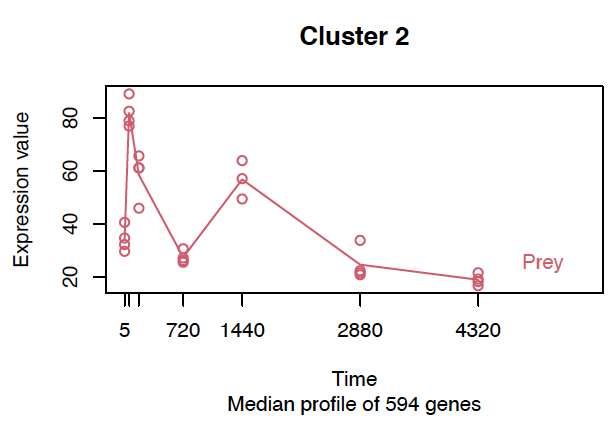 Cluster 2
Expression value
80
60
40
20
Prey
5 720 1440 2880 4320
Time
Median profile of 594 genes